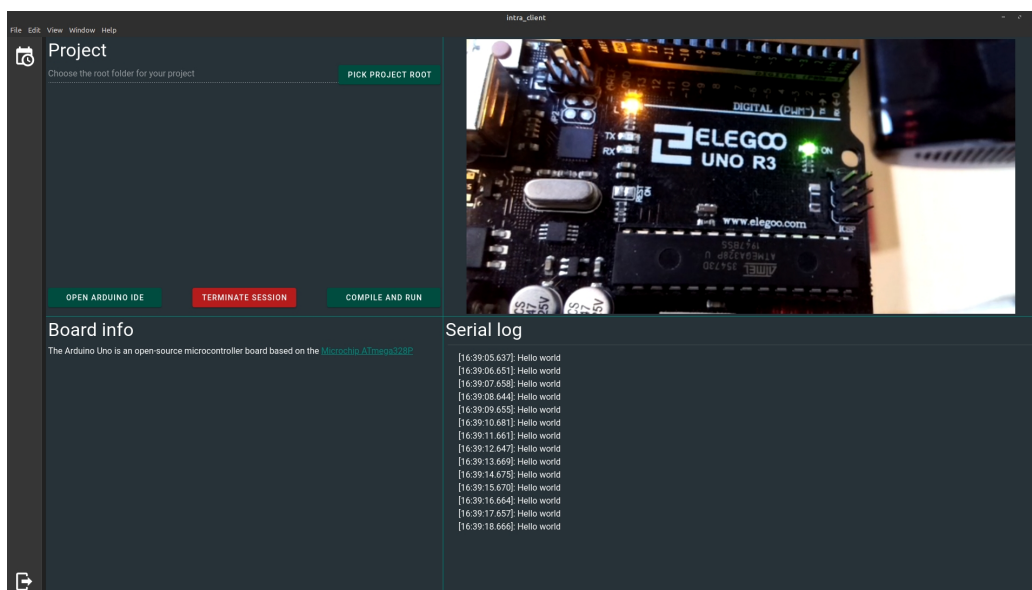 intra_client
File Edit View Window Help
Project
Choose the root folder for your project
PICK PROJECT ROOT
OPEN ARDUINO IDE
TERMINATE SESSION
COMPILE AND RUN
DIGITAL (PWM~)
TX
RX
ON
ELEGOO
UNO R3
www.elegoo.com
ICSP
Board info
The Arduino Uno is an open-source microcontroller board based on the Microchip ATmega328P
Serial log
[16:39:05.637]: Hello world
[16:39:06.651]: Hello world
[16:39:07.658]: Hello world
[16:39:08.644]: Hello world
[16:39:09.655]: Hello world
[16:39:10.681]: Hello world
[16:39:11.661]: Hello world
[16:39:12.647]: Hello world
[16:39:13.669]: Hello world
[16:39:14.675]: Hello world
[16:39:15.670]: Hello world
[16:39:16.664]: Hello world
[16:39:17.657]: Hello world
[16:39:18.666]: Hello world